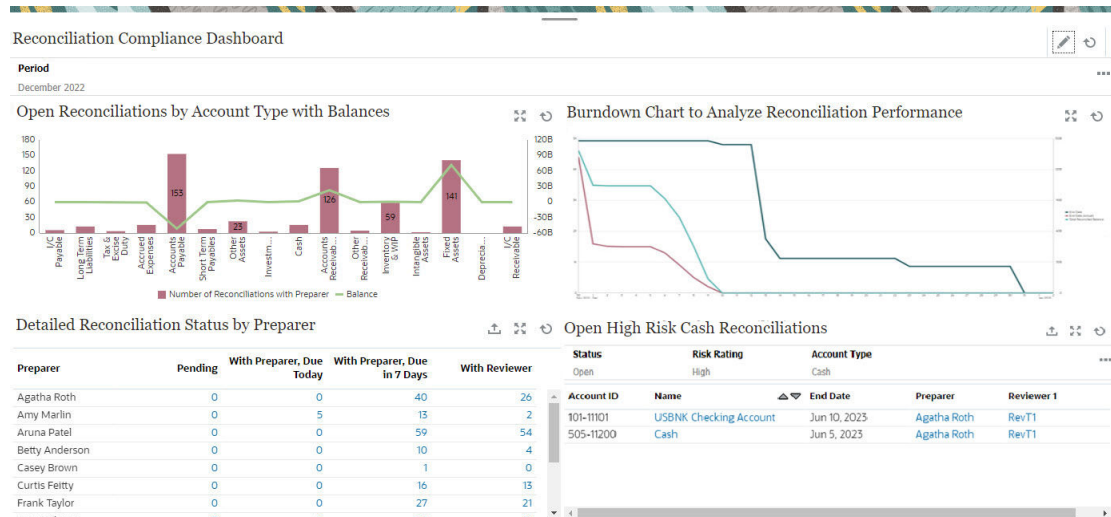 Reconciliation Compliance Dashboard
Period
December 2022
Open Reconciliations by Account Type with Balances
180
150
120
90
60
30
0
120B
90B
60B
30B
0
-30B
-60B
153
23
126
59
141
I/C Payable
Long Term Liabilities
Tax & Excise Duty
Accrued Expenses
Accounts Payable
Short Term Payables
Other Assets
Investm...
Cash
Accounts Receivab...
Other Receivab...
Inventory & WIP
Intangible Assets
Fixed Assets
Deprecia...
I/C Receivable
Number of Reconciliations with Preparer
Balance
Burndown Chart to Analyze Reconciliation Performance
Detailed Reconciliation Status by Preparer
Preparer Pending With Preparer, Due Today With Preparer, Due in 7 Days With Reviewer
Agatha Roth 0 0 40 26
Amy Marlin 0 5 13 2
Aruna Patel 0 0 59 54
Betty Anderson 0 0 10 4
Casey Brown 0 0 1 0
Curtis Feitty 0 0 16 13
Frank Taylor 0 0 27 21
Open High Risk Cash Reconciliations
Status Risk Rating Account Type
Open High Cash
Account ID Name End Date Preparer Reviewer 1
101-11101 USBNK Checking Account Jun 10, 2023 Agatha Roth RevT1
505-11200 Cash Jun 5, 2023 Agatha Roth RevT1